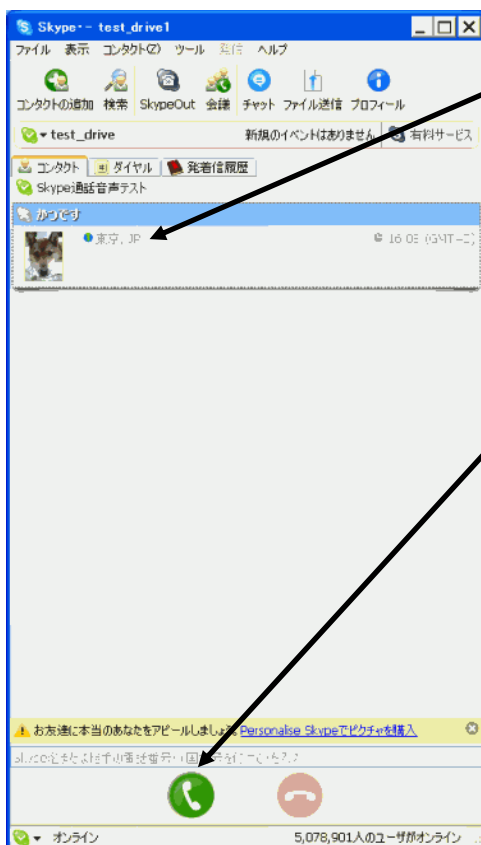 Skype･- test_drive1
ファイル 表示 コンタクト(Z) ツール 発信 ヘルプ
コンタクトの追加 検索 SkypeOut 会議 チャット ファイル送信 プロフィール
test_drive 新規のイベントはありません 有料サービス
コンタクト ダイヤル 発着信履歴
Skype通話音声テスト
かつです
東京, JP
お友達に本当のあなたをアピールしましょう Personalise Skypeでピクチャを購入
オンライン 5,078,901人のユーザがオンライン